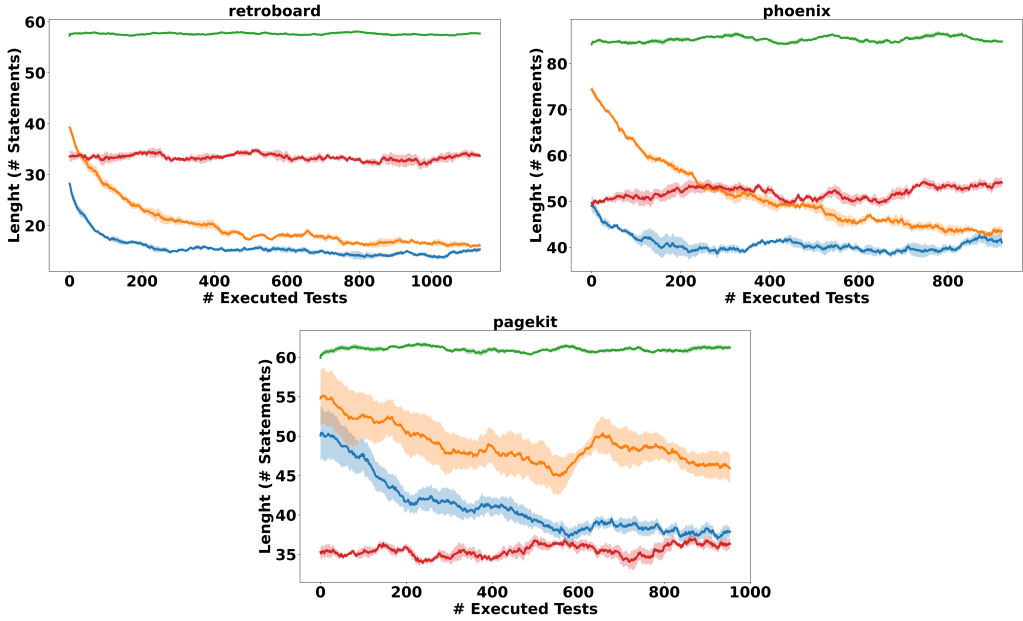 retroboard
Lenght (# Statements)
60
50
40
30
20
0 200 400 600 800 1000
# Executed Tests
phoenix
Lenght (# Statements)
80
70
60
50
40
0 200 400 600 800
# Executed Tests
pagekit
Lenght (# Statements)
60
55
50
45
40
35
0 200 400 600 800 1000
# Executed Tests